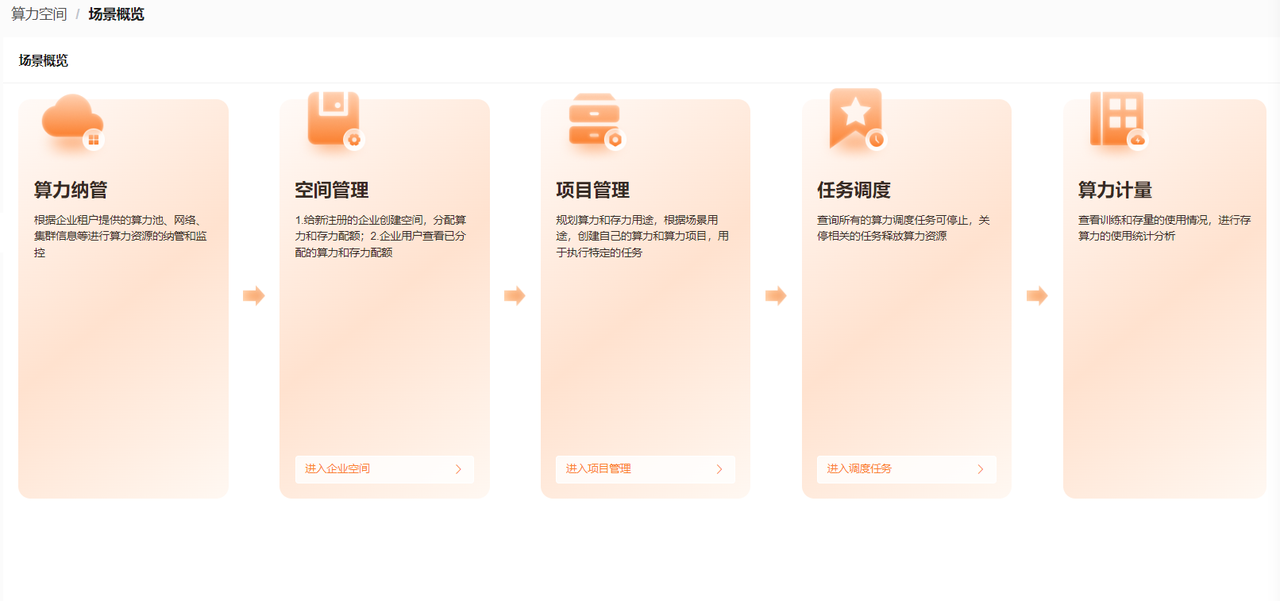 算力空间 / 场景概览
场景概览
算力纳管
根据企业租户提供的算力池、网络、
集群信息等进行算力资源的纳管和监
控
空间管理
1.给新注册的企业创建空间，分配算
力和存力配额；2.企业用户查看已分
配的算力和存力配额
进入企业空间
项目管理
规划算力和存力用途，根据场景用
途，创建自己的算力和算力项目，用
于执行特定的任务
进入项目管理
任务调度
查询所有的算力调度任务可停止，关
停相关的任务释放算力资源
进入调度任务
算力计量
查看训练和存量的使用情况，进行存
算力的使用统计分析